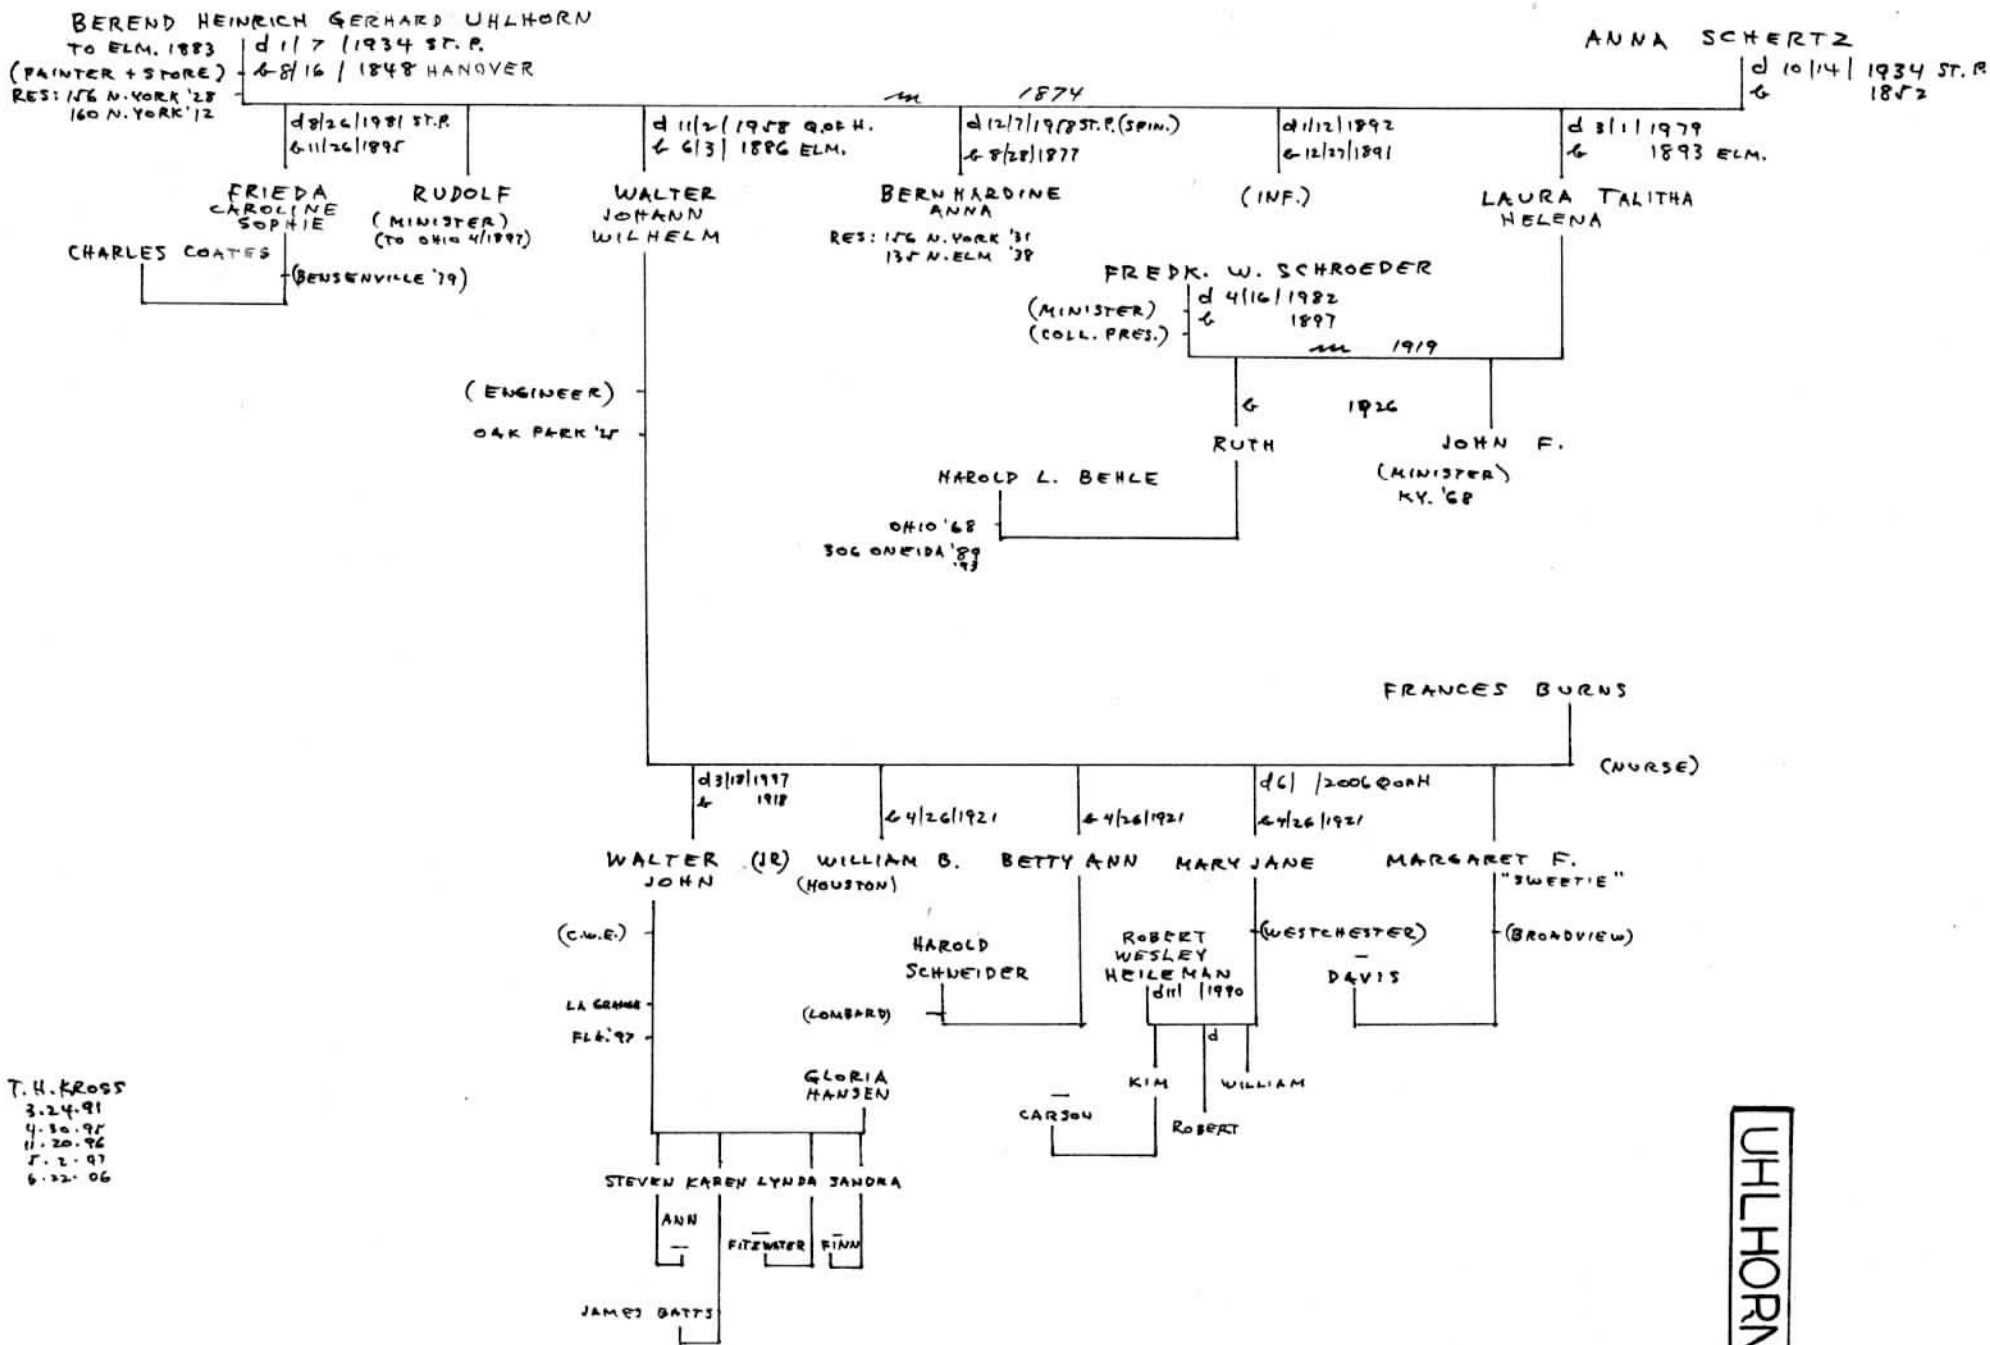 BEREND HEINRICH GERHARD UHLHORN
TO ELM. 1883
(PAINTER + STORE)
RES: 156 N. YORK '28
160 N. YORK '12
d 1/7/1934 ST. P.
b 8/16/1848 HANOVER
ANNA SCHERTZ
d 10/14/1934 ST. P.
b 1852
m 1874
d 8/26/1981 ST. P.
b 11/26/1895
FRIEDA
CAROLINE
SOPHIE
CHARLES COATES
(BENSENVILLE '79)
RUDOLF
(MINISTER)
(TO OHIO 4/1897)
d 11/2/1958 Q. OF H.
b 6/3/1886 ELM.
WALTER
JOHANN
WILHELM
d 12/7/1958 ST. P. (SPIN.)
b 8/28/1877
BERNHARDINE
ANNA
RES: 156 N. YORK '31
135 N. ELM '38
d 1/12/1892
b 12/27/1891
(INF.)
d 3/1/1979
b 1893 ELM.
LAURA TALITHA
HELENA
FREDK. W. SCHROEDER
(MINISTER)
(COLL. PRES.)
d 4/16/1982
b 1897
m 1919
(ENGINEER)
OAK PARK '25
b 1926
RUTH
JOHN F.
(MINISTER)
KY. '68
HAROLD L. BEHLE
OHIO '68
306 ONEIDA '89
'93
FRANCES BURNS
(NURSE)
d 3/18/1997
b 1918
WALTER (JR)
JOHN
b 4/26/1921
WILLIAM B.
(HOUSTON)
b 4/26/1921
BETTY ANN
d 6/ /2006 Q OF H
b 4/26/1921
MARY JANE
MARGARET F.
"SWEETIE"
(C.W.E.)
LA GRANGE
FLA. '97
HAROLD
SCHNEIDER
(LOMBARD)
ROBERT
WESLEY
HEILEMAN
d 11/ /1990
(WESTCHESTER)
— DAVIS
(BROADVIEW)
GLORIA
HANSEN
d
KIM
ROBERT
WILLIAM
— CARSON
STEVEN KAREN LYNDA SANDRA
ANN
—
— FITZWATER
— FINN
JAMES BATTS
T. H. KROSS
3.24.91
4.30.95
11.20.96
5.2.97
6.22.06
UHLHORN